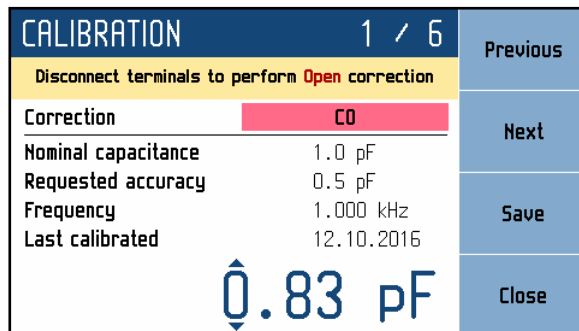 CALIBRATION 1 / 6
Disconnect terminals to perform Open correction
Correction C0
Nominal capacitance 1.0 pF
Requested accuracy 0.5 pF
Frequency 1.000 kHz
Last calibrated 12.10.2016
0.83 pF
Previous
Next
Save
Close